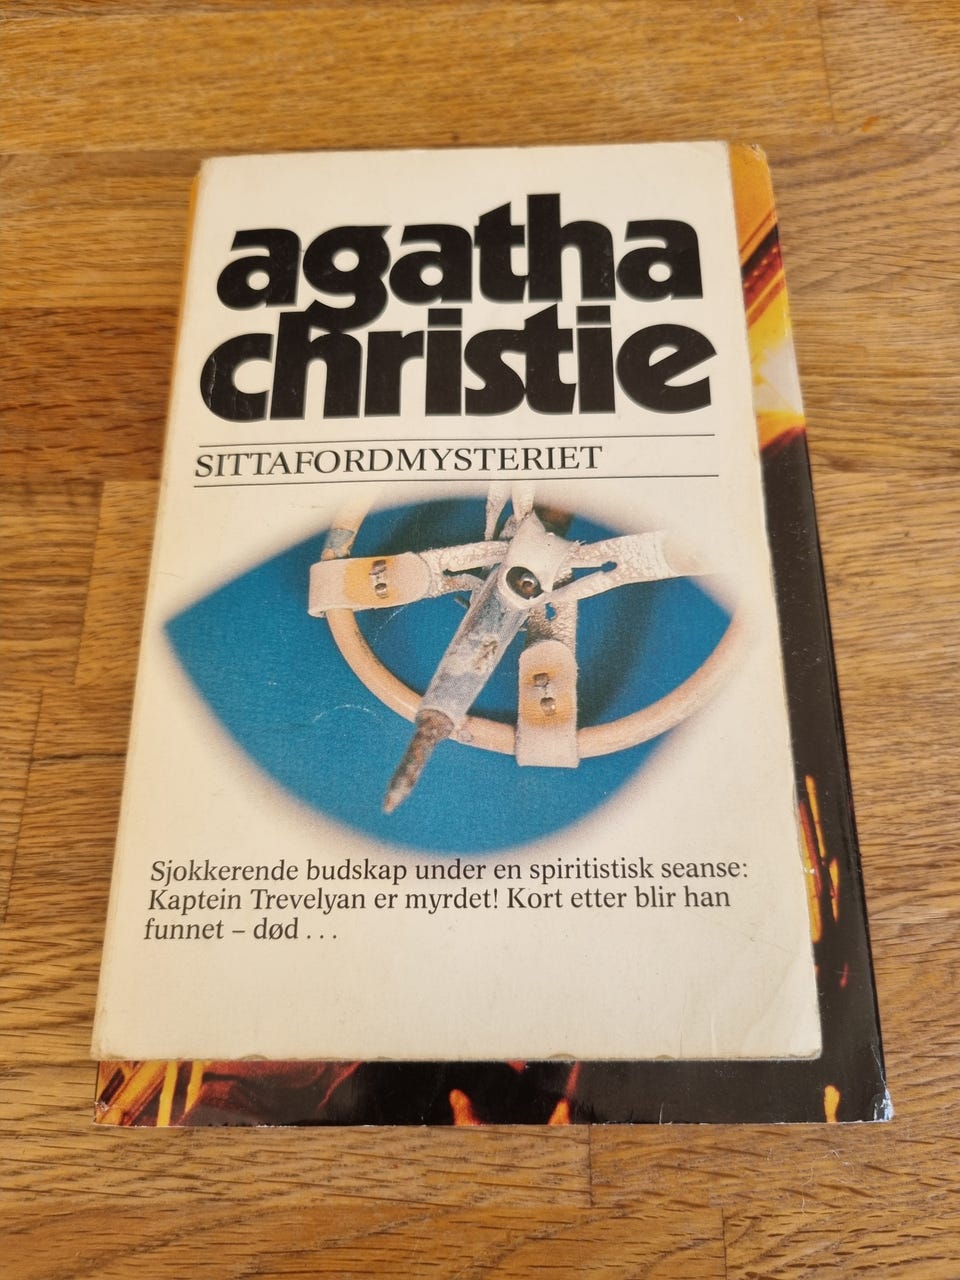 agatha
christie
SITTAFORDMYSTERIET
Sjokkerende budskap under en spiritistisk seanse:
Kaptein Trevelyan er myrdet! Kort etter blir han
funnet – død . . .